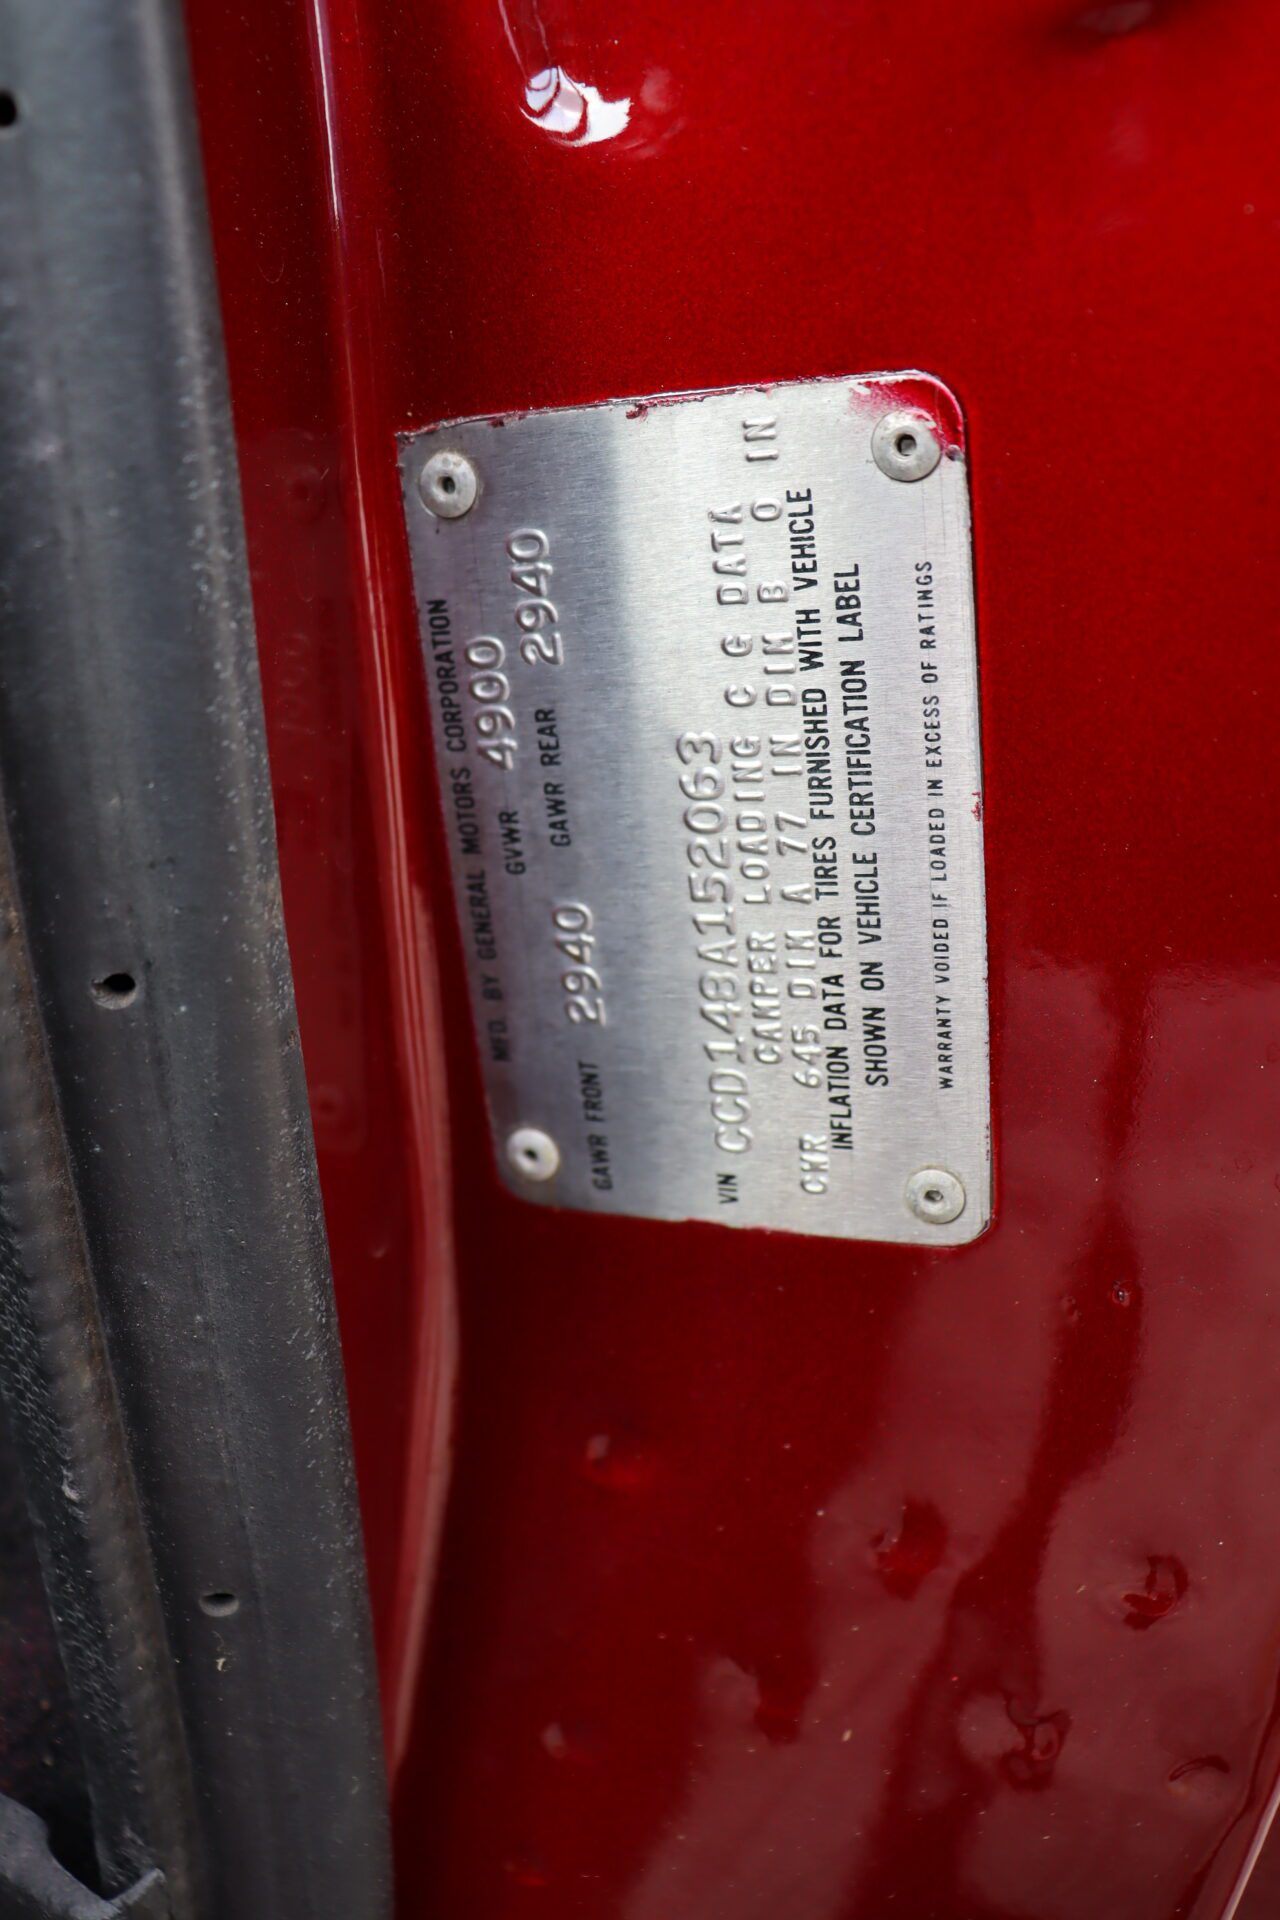 MFD. BY GENERAL MOTORS CORPORATION
GVWR 4900
GAWR FRONT 2940 GAWR REAR 2940
VIN CCD148A152063
CAMPER LOADING C G DATA
CWR 645 DIM A 77 IN DIM B 0 IN
INFLATION DATA FOR TIRES FURNISHED WITH VEHICLE
SHOWN ON VEHICLE CERTIFICATION LABEL
WARRANTY VOIDED IF LOADED IN EXCESS OF RATINGS